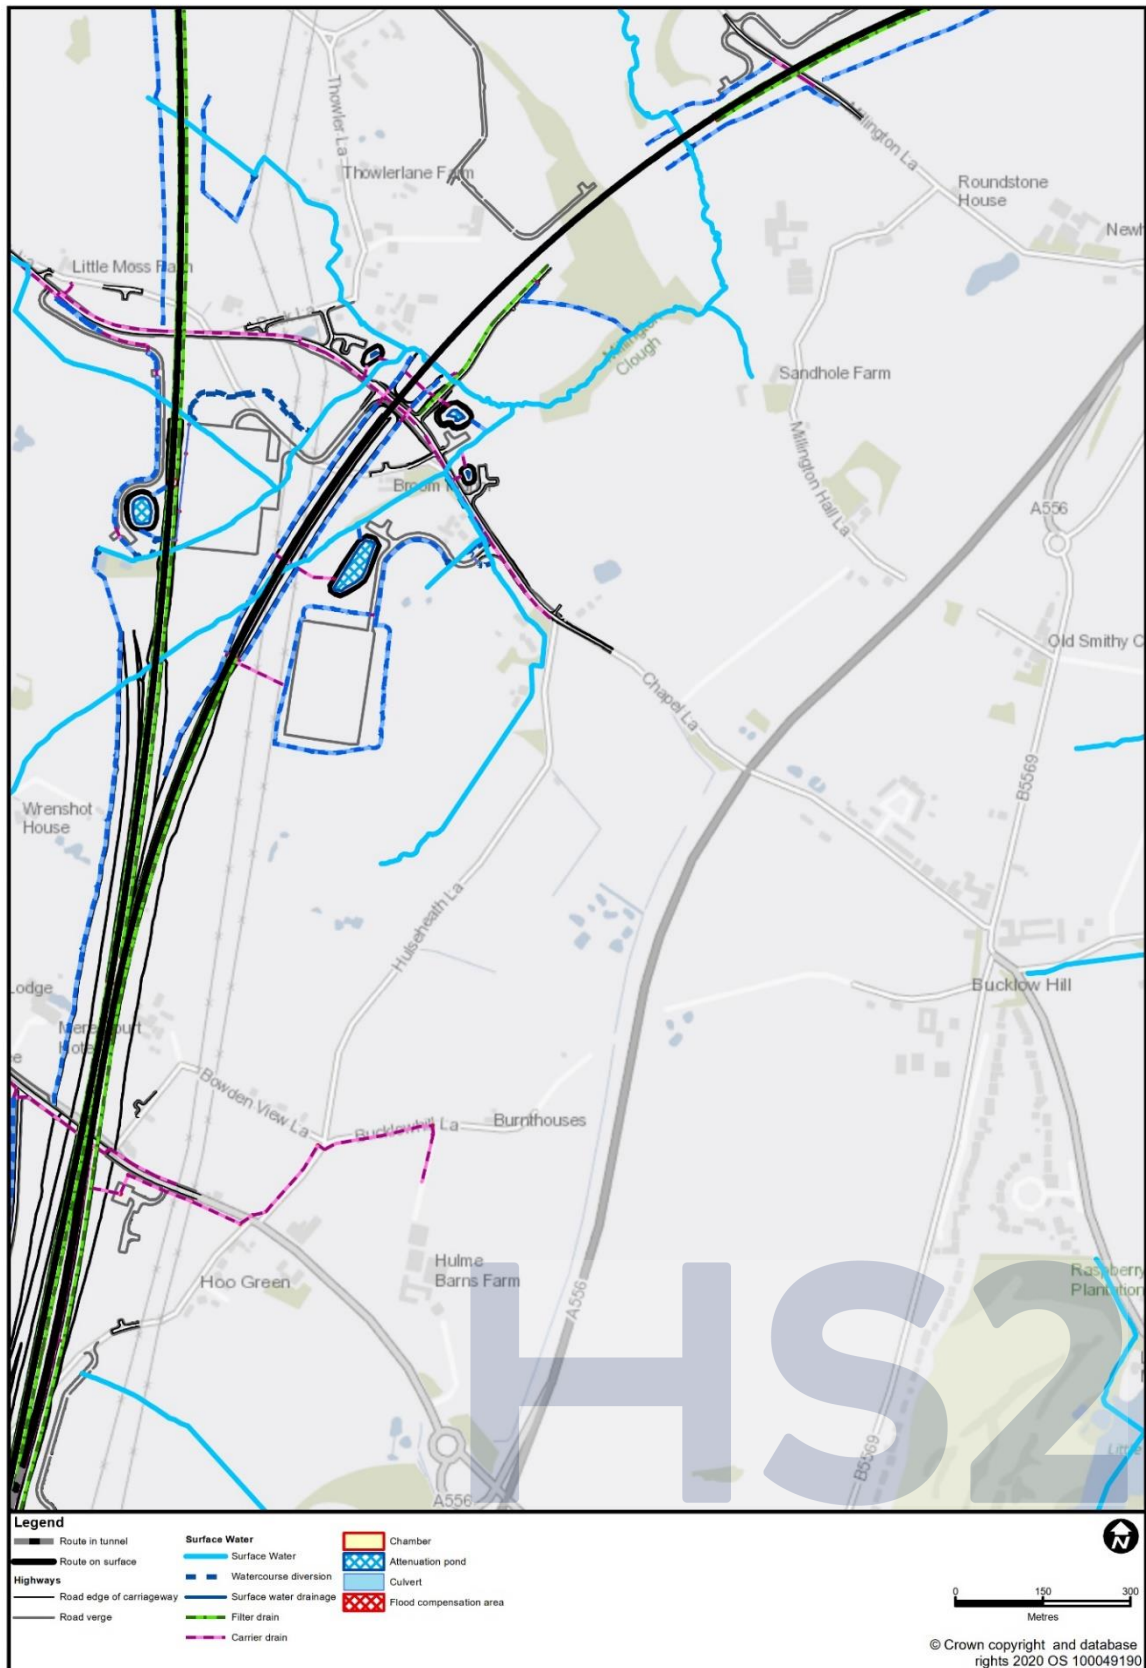 Thowler La
Millington La
Thowlerlane Farm
Roundstone
House
Little Moss Farm
Clough
Sandhole Farm
Millington Hall La
A556
Old Smithy
Chapel La
B5569
Wrenshot
House
Hulseheath La
Lodge
Bucklow Hill
Bowden View La
Bucklowhill La
Burnthouses
Hoo Green
Hulme
Barns Farm
Raspberry
Plantation
A556
HS2
B5569
Little
A556
Legend
Route in tunnel
Route on surface
Highways
Road edge of carriageway
Road verge
Surface Water
Surface Water
Watercourse diversion
Surface water drainage
Filter drain
Carrier drain
Chamber
Attenuation pond
Culvert
Flood compensation area
N
0 150 300
Metres
© Crown copyright and database
rights 2020 OS 100049190